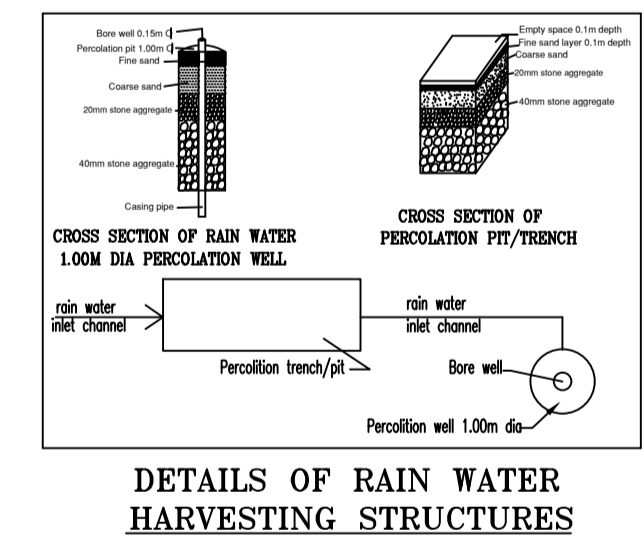 Bore well 0.15m
Percolation pit 1.00m
Fine sand
Coarse sand
20mm stone aggregate
40mm stone aggregate
Casing pipe
CROSS SECTION OF RAIN WATER
1.00M DIA PERCOLATION WELL
Empty space 0.1m depth
Fine sand layer 0.1m depth
Coarse sand
20mm stone aggregate
40mm stone aggregate
CROSS SECTION OF
PERCOLATION PIT/TRENCH
rain water
inlet channel
Percolition trench/pit
rain water
inlet channel
Bore well
Percolition well 1.00m dia
DETAILS OF RAIN WATER
HARVESTING STRUCTURES